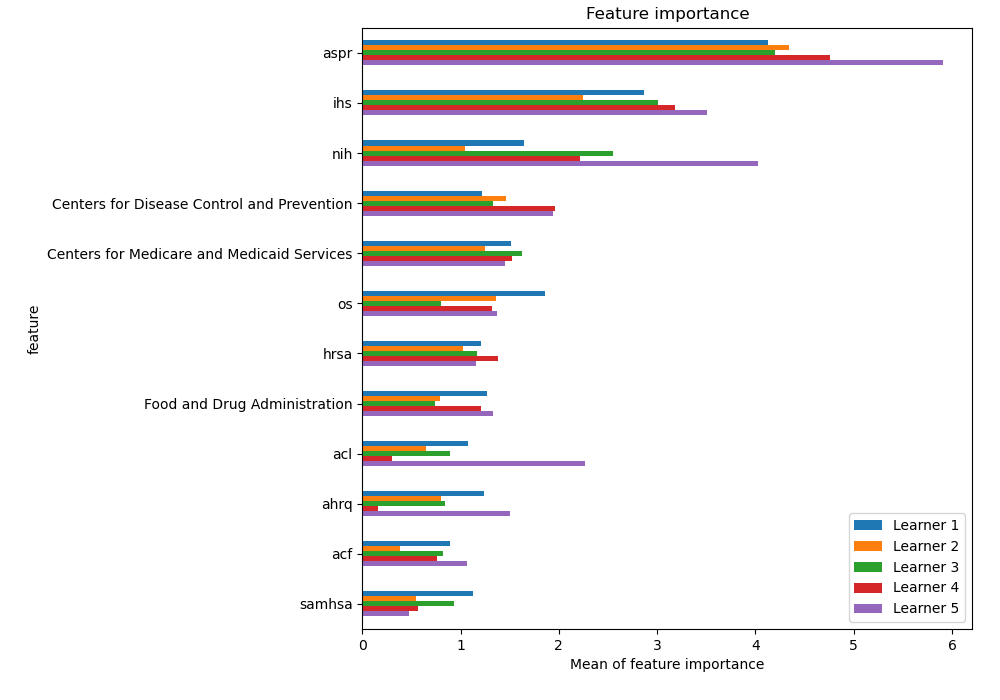 Feature importance
aspr
ihs
nih
Centers for Disease Control and Prevention
Centers for Medicare and Medicaid Services
os
hrsa
Food and Drug Administration
acl
ahrq
acf
samhsa
feature
Learner 1
Learner 2
Learner 3
Learner 4
Learner 5
0 1 2 3 4 5 6
Mean of feature importance